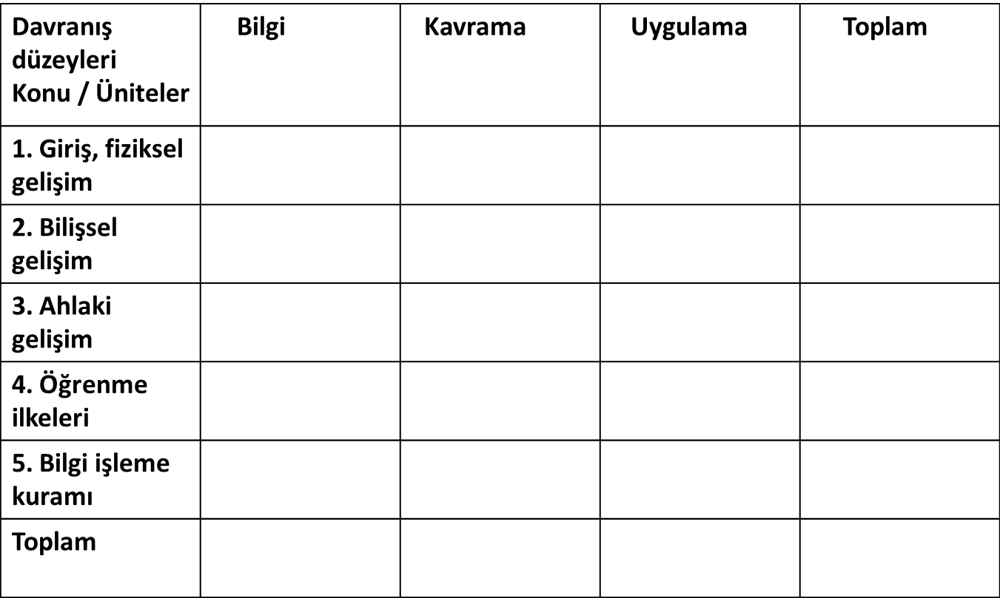 Davranış
düzeyleri
Konu / Üniteler
Bilgi
Kavrama
Uygulama
Toplam
1. Giriş, fiziksel
gelişim
2. Bilişsel
gelişim
3. Ahlaki
gelişim
4. Öğrenme
ilkeleri
5. Bilgi işleme
kuramı
Toplam